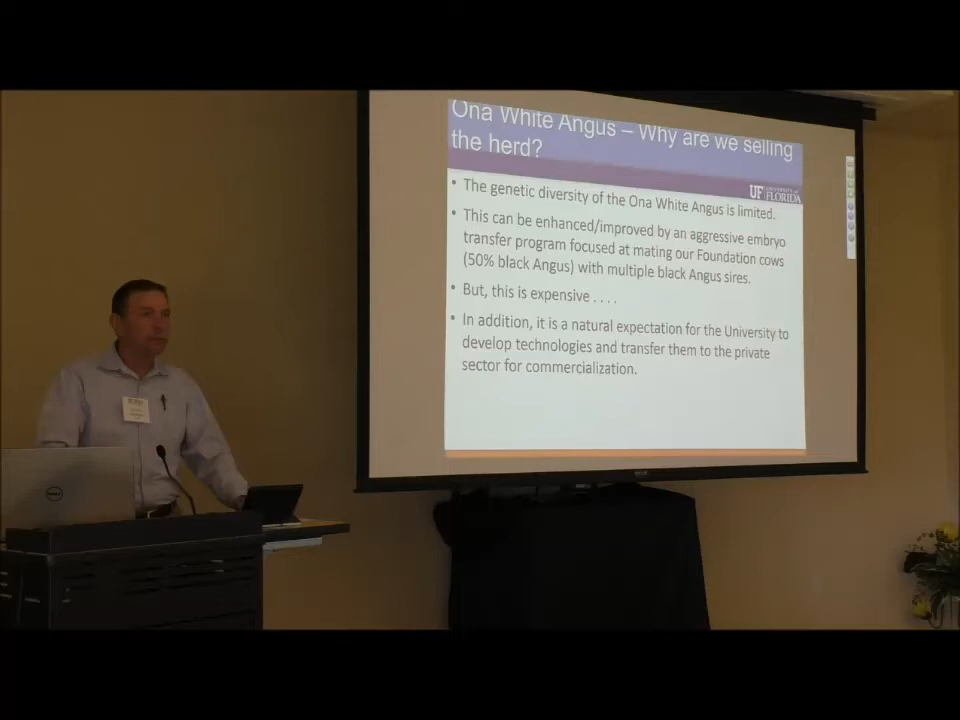 Ona White Angus – Why are we selling
the herd?
UF UNIVERSITY of
FLORIDA
• The genetic diversity of the Ona White Angus is limited.
• This can be enhanced/improved by an aggressive embryo
transfer program focused at mating our Foundation cows
(50% black Angus) with multiple black Angus sires.
• But, this is expensive . . . .
• In addition, it is a natural expectation for the University to
develop technologies and transfer them to the private
sector for commercialization.
DELL